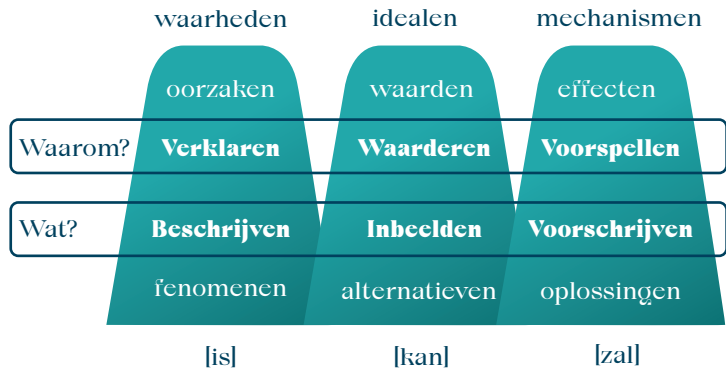 waarheden idealen mechanismen
oorzaken waarden effecten
Waarom? Verklaren Waarderen Voorspellen
Wat? Beschrijven Inbeelden Voorschrijven
fenomenen alternatieven oplossingen
[is] [kan] [zal]